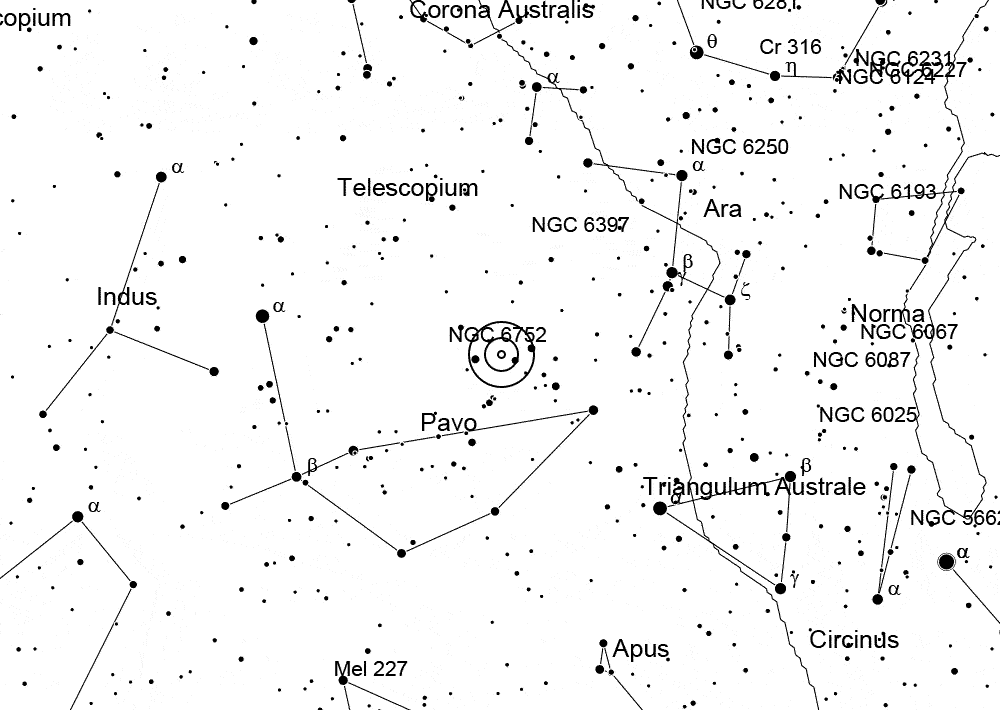 copium
Corona Australis
NGC 6281
θ
Cr 316
η
NGC 6231
NGC 6227
NGC 6124
α
NGC 6250
α
α
Telescopium
NGC 6193
Ara
NGC 6397
β
γ
ζ
Indus
α
Norma
NGC 6067
NGC 6752
NGC 6087
Pavo
NGC 6025
β
β
Triangulum Australe
α
α
NGC 5662
α
γ
α
Circinus
Apus
Mel 227